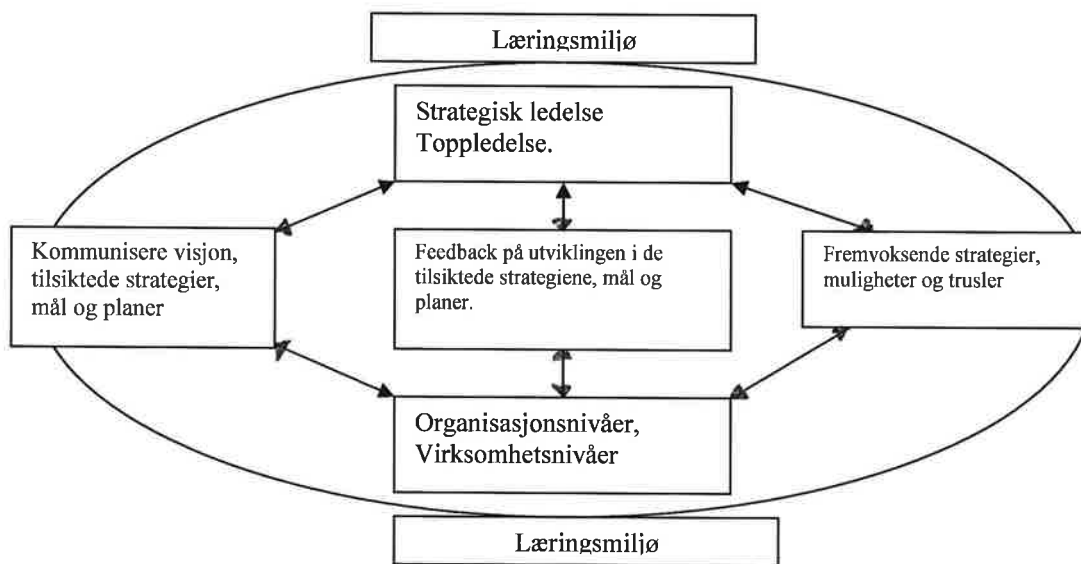 Læringsmiljø
Strategisk ledelse
Toppledelse.
Kommunisere visjon,
tilsiktede strategier,
mål og planer
Feedback på utviklingen i de
tilsiktede strategiene, mål og
planer.
Fremvoksende strategier,
muligheter og trusler
Organisasjonsnivåer,
Virksomhetsnivåer
Læringsmiljø